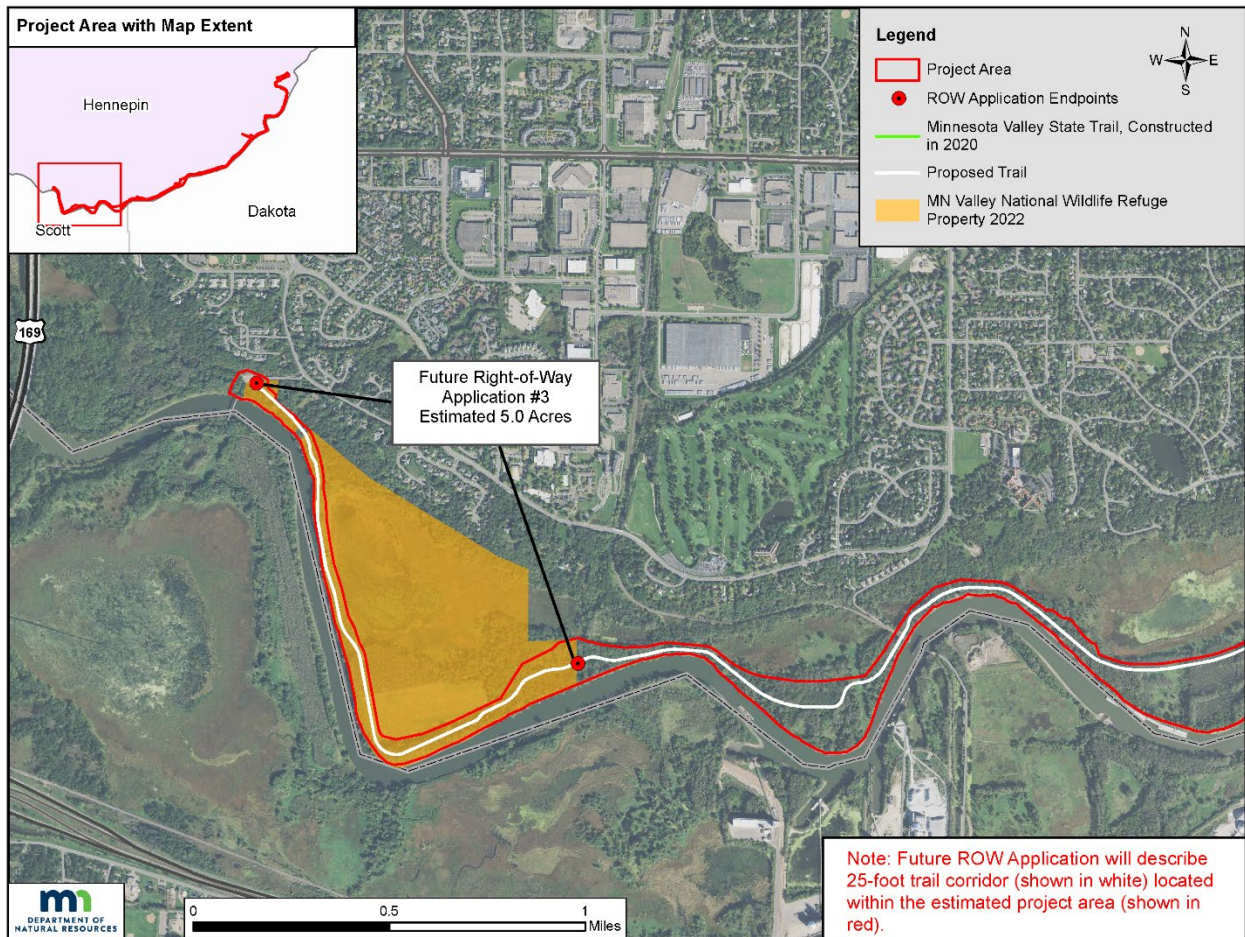 Project Area with Map Extent
Hennepin
Dakota
Scott
Legend
N
W E
S
Project Area
ROW Application Endpoints
Minnesota Valley State Trail, Constructed
in 2020
Proposed Trail
MN Valley National Wildlife Refuge
Property 2022
169
Future Right-of-Way
Application #3
Estimated 5.0 Acres
mn
DEPARTMENT OF
NATURAL RESOURCES
0 0.5 1
Miles
Note: Future ROW Application will describe
25-foot trail corridor (shown in white) located
within the estimated project area (shown in
red).